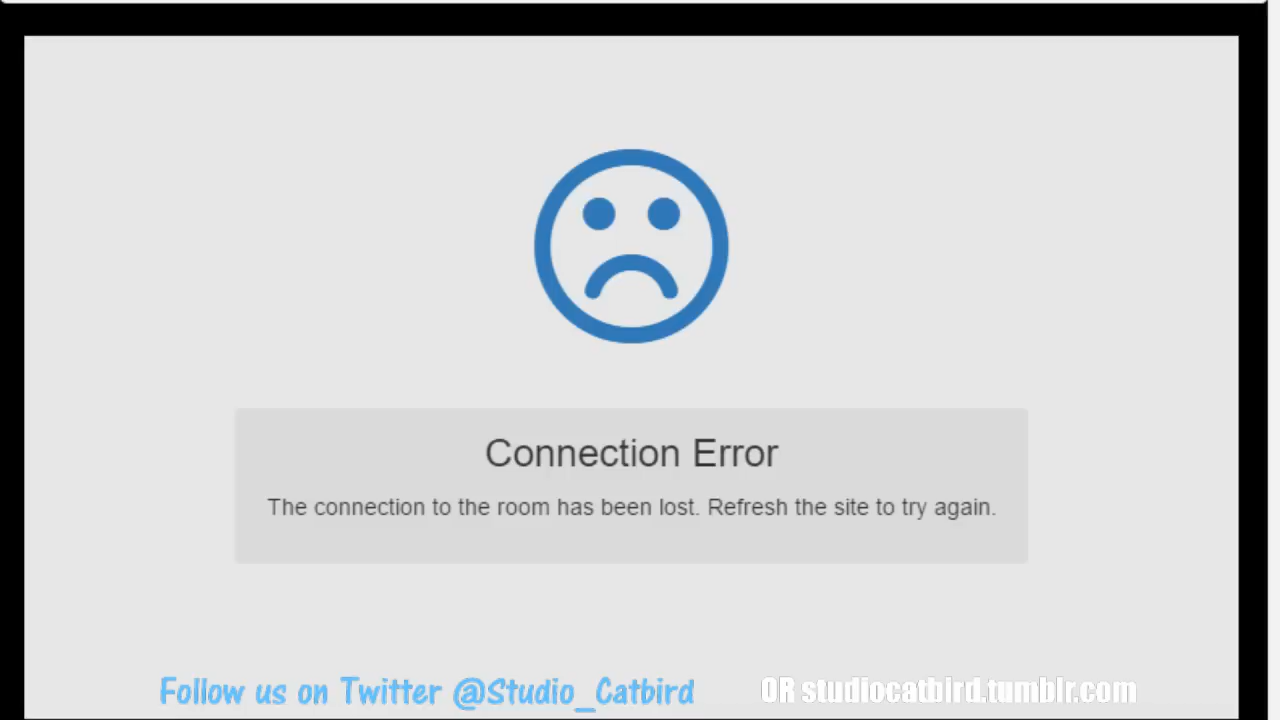 Connection Error
The connection to the room has been lost. Refresh the site to try again.
Follow us on Twitter @Studio_Catbird OR studiocatbird.tumblr.com